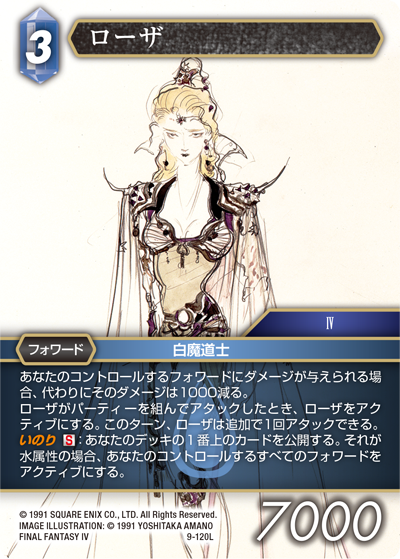 3
ローザ
Ⅳ
フォワード
白魔道士
あなたのコントロールするフォワードにダメージが与えられる場
合、代わりにそのダメージは1000減る。
ローザがパーティーを組んでアタックしたとき、ローザをアク
ティブにする。このターン、ローザは追加で1回アタックできる。
いのり S：あなたのデッキの1番上のカードを公開する。それが
水属性の場合、あなたのコントロールするすべてのフォワードを
アクティブにする。
© 1991 SQUARE ENIX CO., LTD. All Rights Reserved.
IMAGE ILLUSTRATION: © 1991 YOSHITAKA AMANO
FINAL FANTASY IV 9-120L
7000